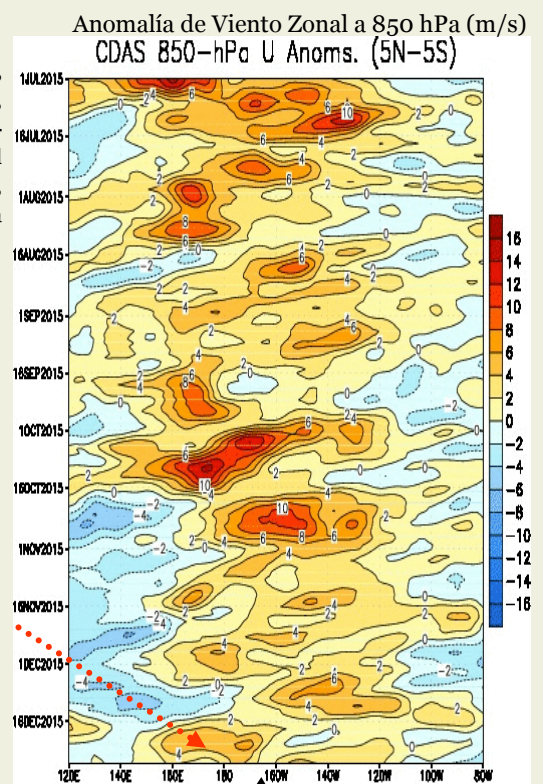 Anomalía de Viento Zonal a 850 hPa (m/s)
CDAS 850-hPa U Anoms. (5N-5S)
1JUL2015
16JUL2015
1AUG2015
16AUG2015
1SEP2015
16SEP2015
1OCT2015
16OCT2015
1NOV2015
16NOV2015
1DEC2015
16DEC2015
120E 140E 160E 180 160W 140W 120W 100W 80W
16
14
12
10
8
6
4
2
0
-2
-4
-6
-8
-10
-12
-14
-16